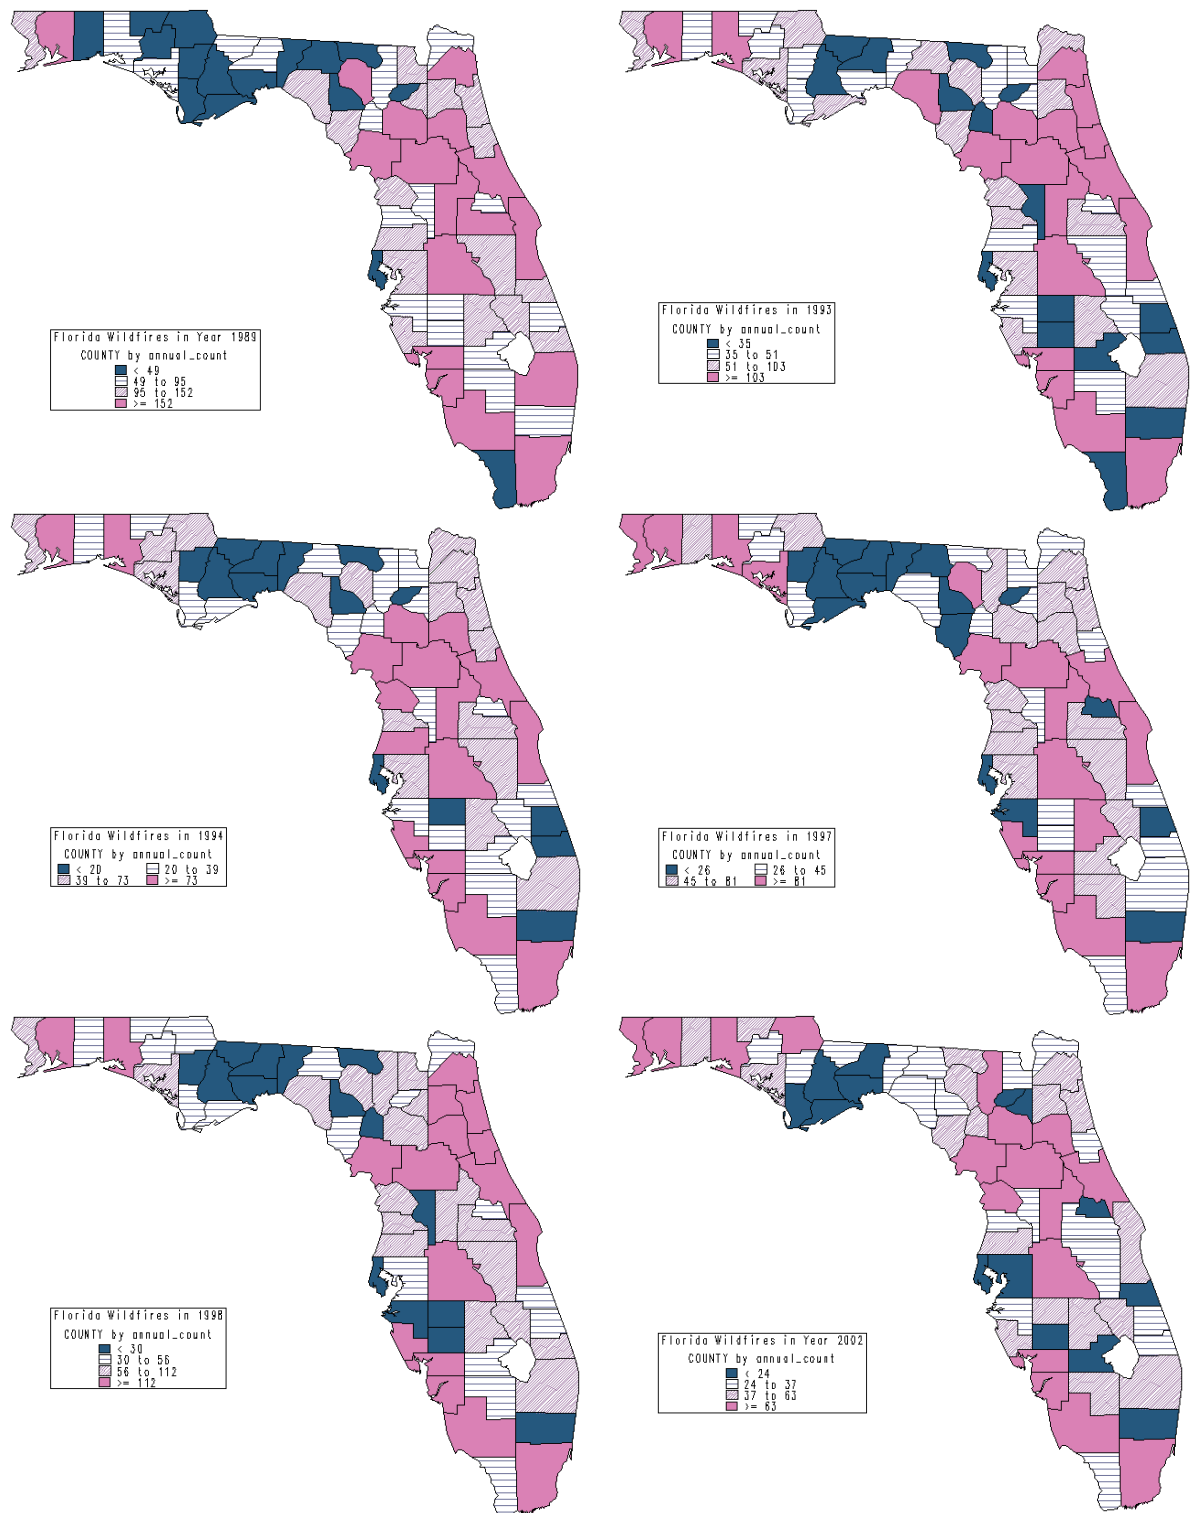 Florida Wildfires in Year 1989
COUNTY by annual_count
< 49
49 to 95
95 to 152
>= 152
Florida Wildfires in 1993
COUNTY by annual_count
< 35
35 to 51
51 to 103
>= 103
Florida Wildfires in 1994
COUNTY by annual_count
< 20 20 to 39
39 to 73 >= 73
Florida Wildfires in 1997
COUNTY by annual_count
< 26 26 to 45
45 to 81 >= 81
Florida Wildfires in 1998
COUNTY by annual_count
< 30
30 to 56
56 to 112
>= 112
Florida Wildfires in Year 2002
COUNTY by annual_count
< 24
24 to 37
37 to 63
>= 63